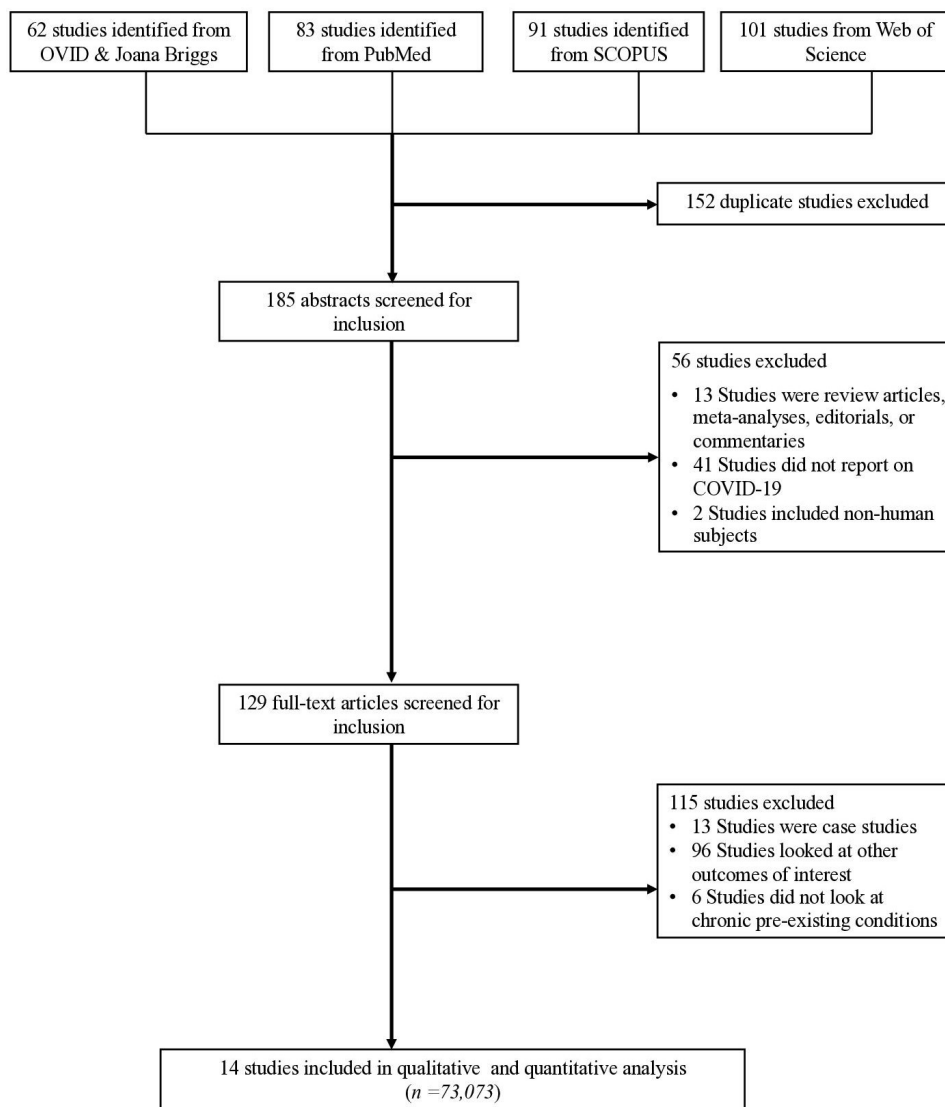 62 studies identified from
OVID & Joana Briggs
83 studies identified
from PubMed
91 studies identified
from SCOPUS
101 studies from Web of
Science
152 duplicate studies excluded
185 abstracts screened for
inclusion
56 studies excluded
• 13 Studies were review articles,
meta-analyses, editorials, or
commentaries
• 41 Studies did not report on
COVID-19
• 2 Studies included non-human
subjects
129 full-text articles screened for
inclusion
115 studies excluded
• 13 Studies were case studies
• 96 Studies looked at other
outcomes of interest
• 6 Studies did not look at
chronic pre-existing conditions
14 studies included in qualitative and quantitative analysis
(n =73,073)